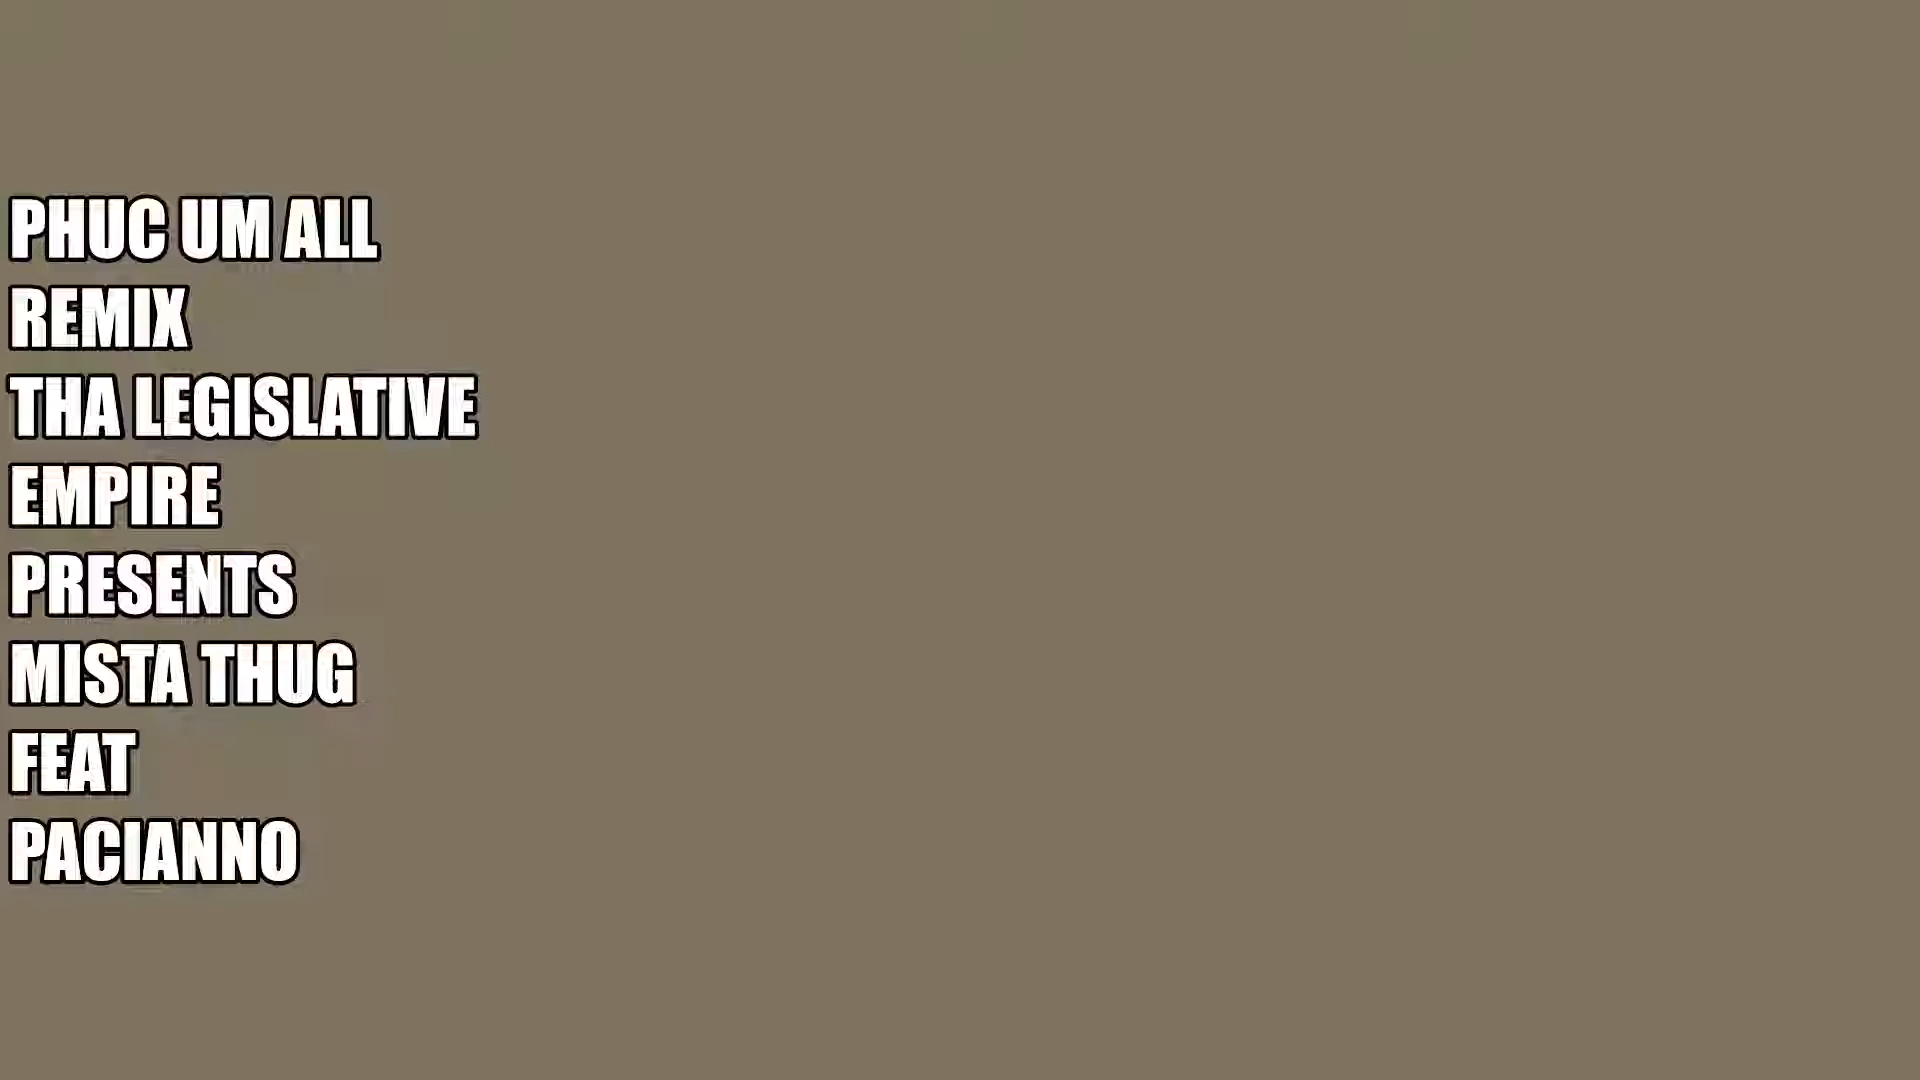 PHUC UM ALL
REMIX
THA LEGISLATIVE
EMPIRE
PRESENTS
MISTA THUG
FEAT
PACIANNO